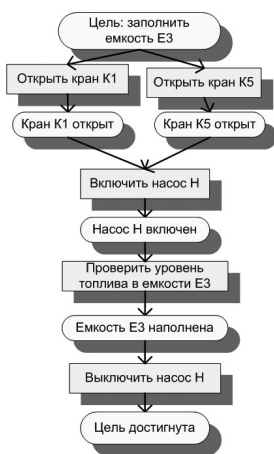 Цель: заполнить
емкость Е3
Открыть кран К1
Открыть кран К5
Кран К1 открыт
Кран К5 открыт
Включить насос Н
Насос Н включен
Проверить уровень
топлива в емкости Е3
Емкость Е3 наполнена
Выключить насос Н
Цель достигнута